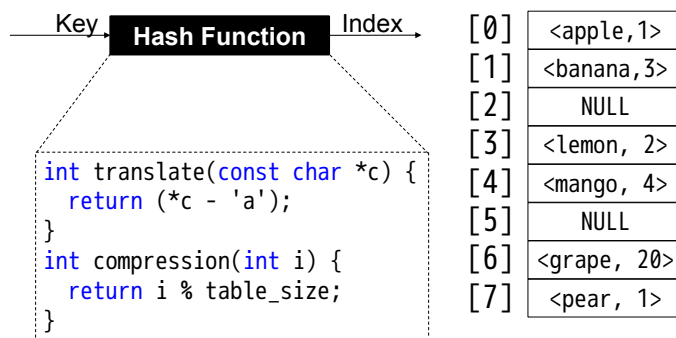 Key Hash Function Index
int translate(const char *c) {
return (*c - 'a');
}
int compression(int i) {
return i % table_size;
}
[0] <apple,1>
[1] <banana,3>
[2] NULL
[3] <lemon, 2>
[4] <mango, 4>
[5] NULL
[6] <grape, 20>
[7] <pear, 1>